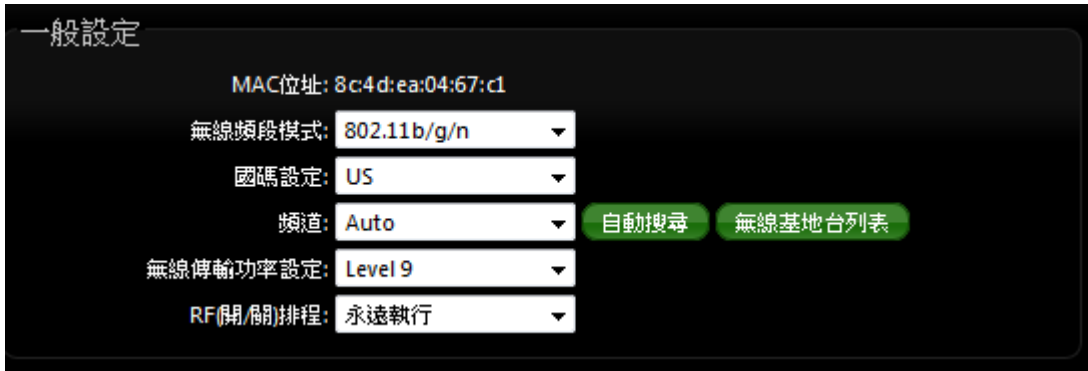 一般設定
MAC位址: 8c:4d:ea:04:67:c1
無線頻段模式: 802.11b/g/n
國碼設定: US
頻道: Auto 自動搜尋 無線基地台列表
無線傳輸功率設定: Level 9
RF(開/關)排程: 永遠執行